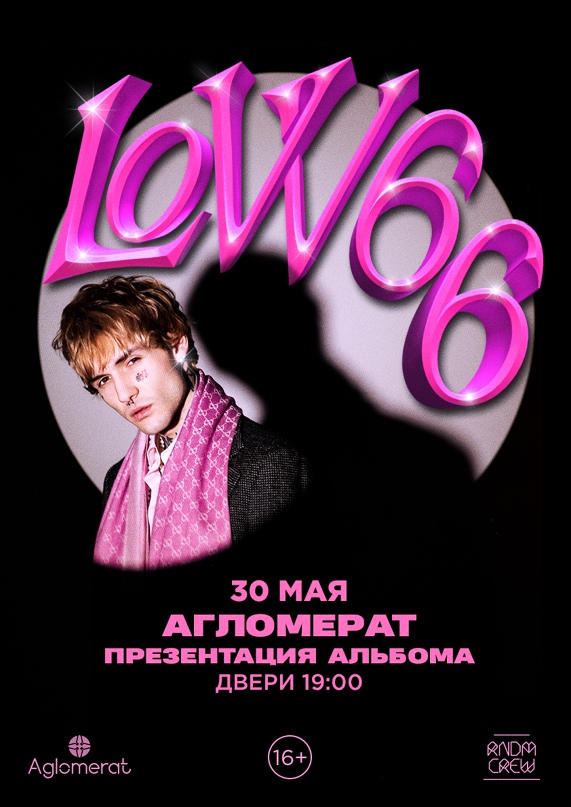 LOW66
30 МАЯ
АГЛОМЕРАТ
ПРЕЗЕНТАЦИЯ АЛЬБОМА
ДВЕРИ 19:00
Aglomerat
16+
RNDM
CREW